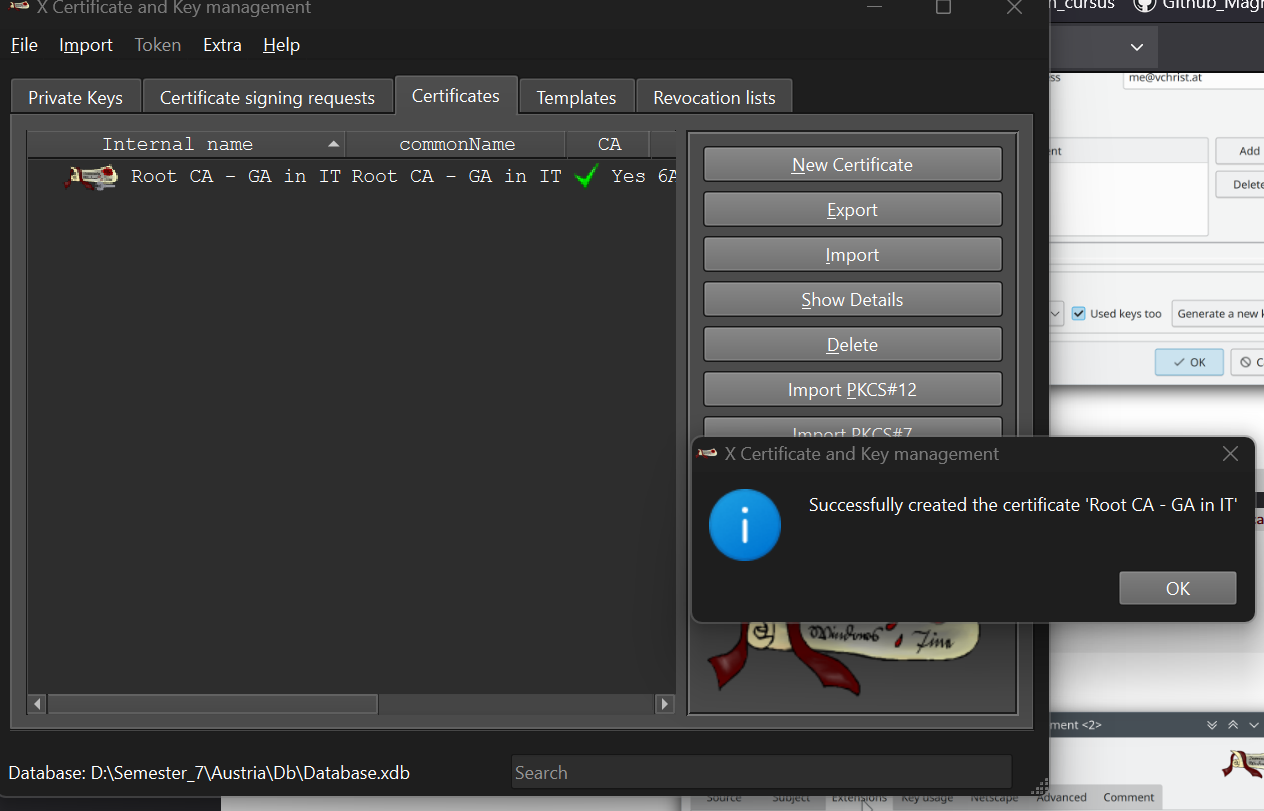 X Certificate and Key management
File Import Token Extra Help
Private Keys Certificate signing requests Certificates Templates Revocation lists
Internal name commonName CA
Root CA - GA in IT Root CA - GA in IT Yes 6A
New Certificate
Export
Import
Show Details
Delete
Import PKCS#12
Import PKCS#7
X Certificate and Key management
Successfully created the certificate 'Root CA - GA in IT'
OK
Windows
Database: D:\Semester_7\Austria\Db\Database.xdb
Search
n_cursus Github_Magn
ss me@vchrist.at
nt
Add
Delete
Used keys too Generate a new k
OK C
ment <2>
Source Subject Extensions Key usage Netscape Advanced Comment